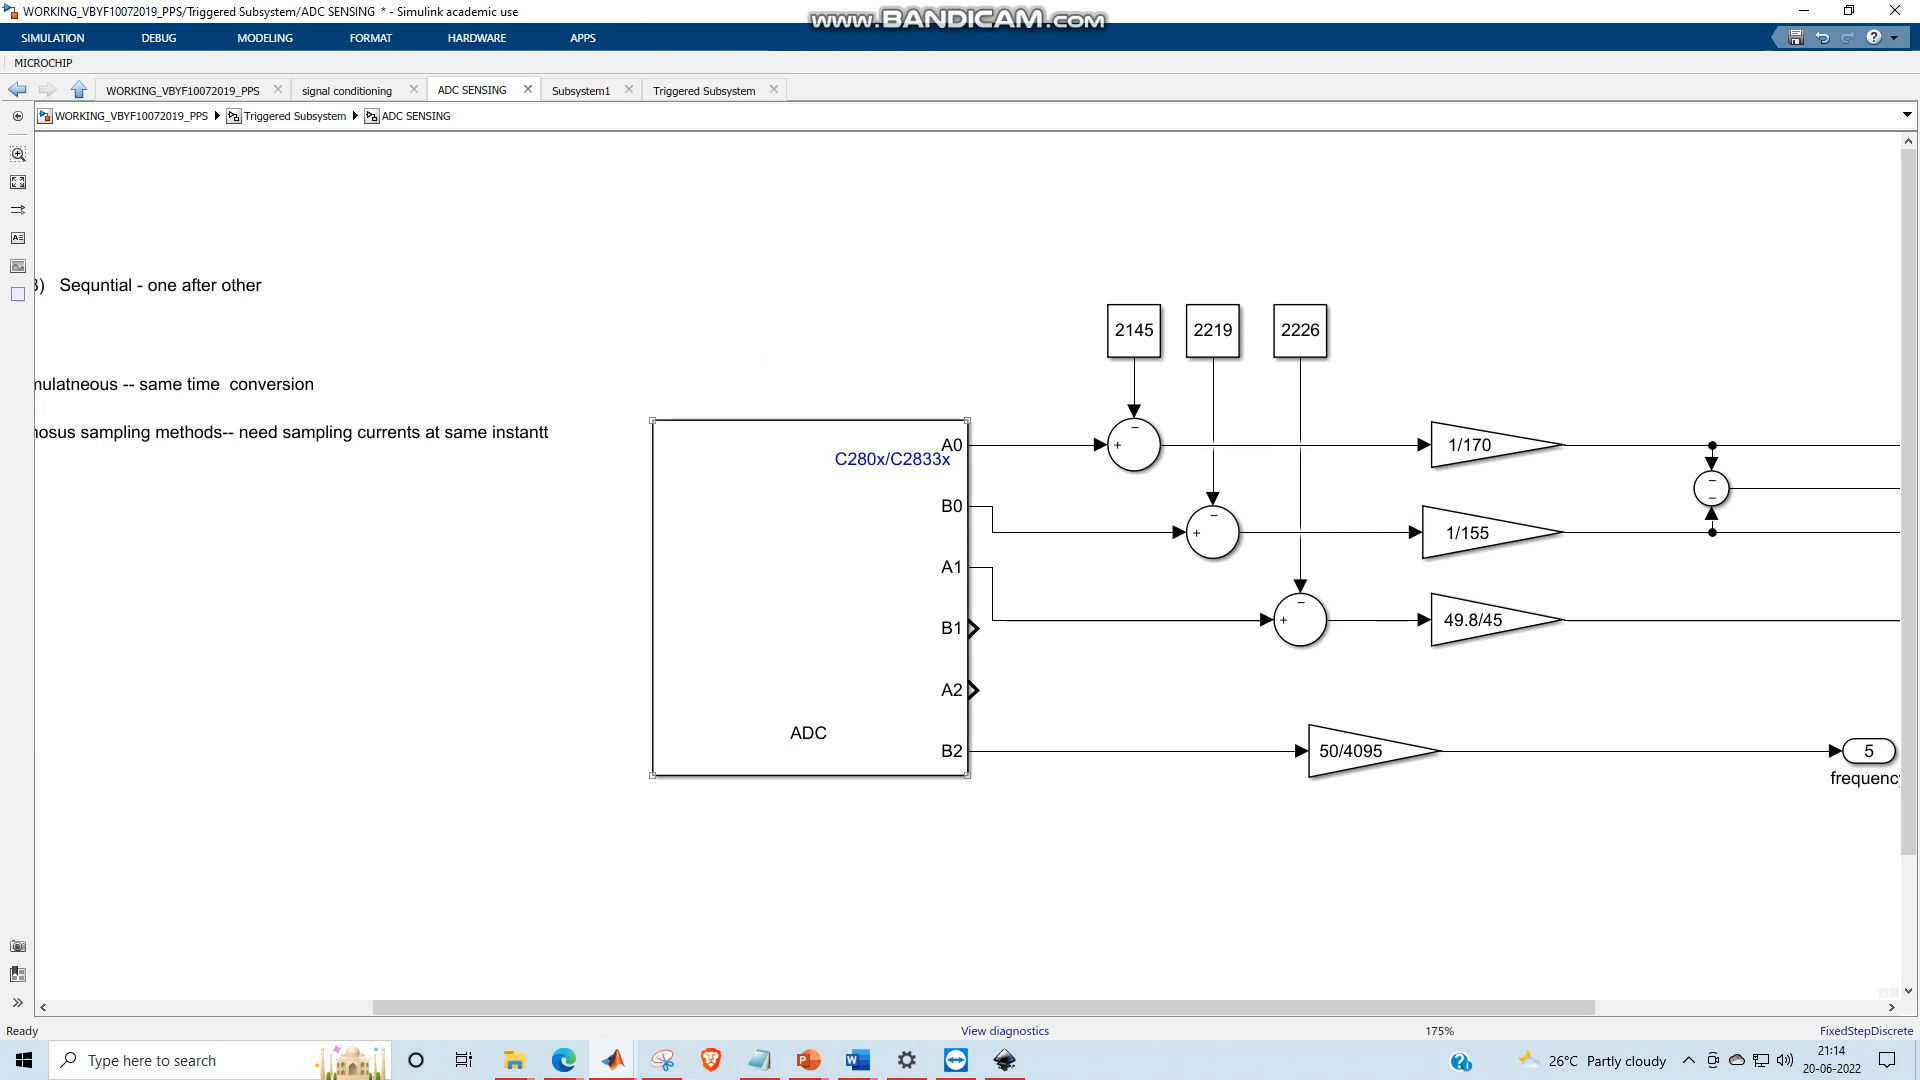 WORKING_VBYF10072019_PPS/Triggered Subsystem/ADC SENSING * - Simulink academic use
www.BANDICAM.com
SIMULATION DEBUG MODELING FORMAT HARDWARE APPS
MICROCHIP
WORKING_VBYF10072019_PPS signal conditioning ADC SENSING Subsystem1 Triggered Subsystem
WORKING_VBYF10072019_PPS Triggered Subsystem ADC SENSING
3) Sequntial - one after other
2145 2219 2226
mulatneous -- same time conversion
nosus sampling methods-- need sampling currents at same instantt
A0
C280x/C2833x
1/170
B0
1/155
A1
49.8/45
B1
A2
ADC
B2
50/4095
5
frequency
Ready
View diagnostics
175%
FixedStepDiscrete
Type here to search
26°C Partly cloudy
21:14
20-06-2022